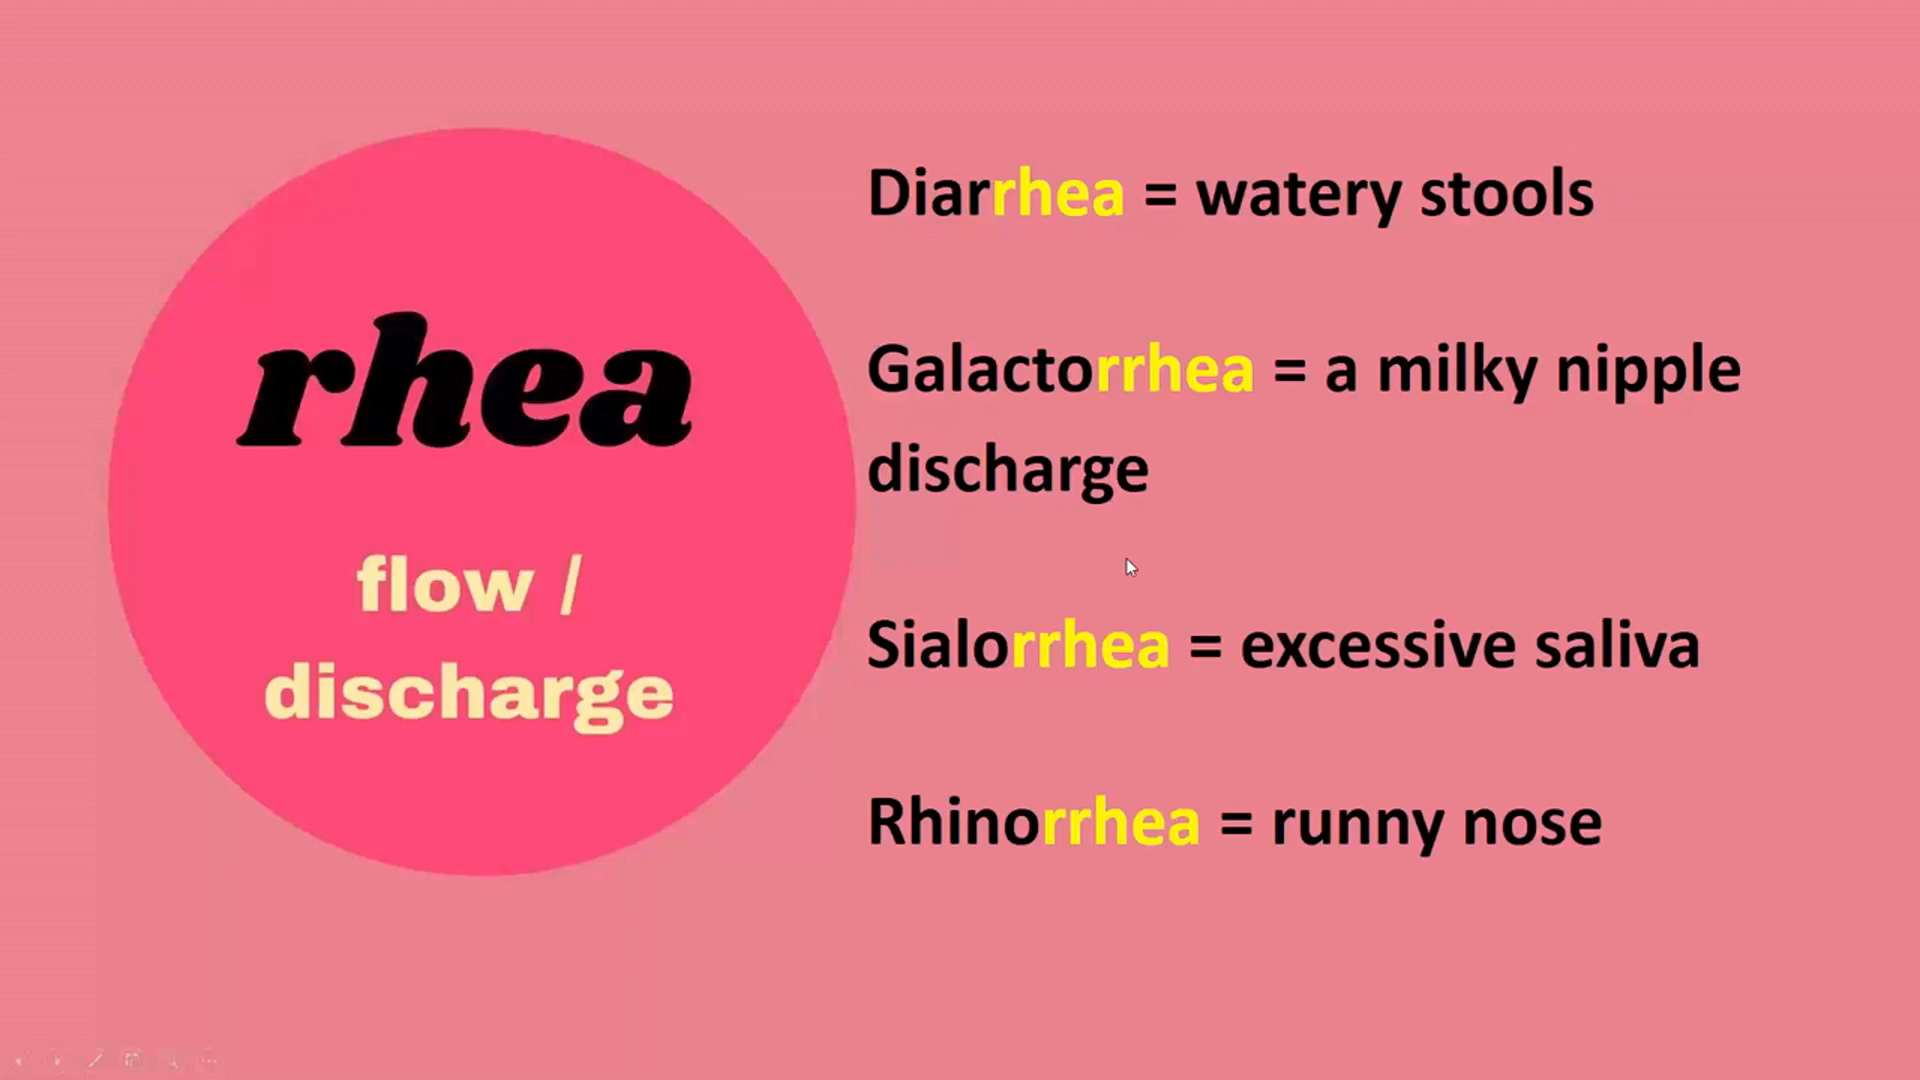 rhea
flow /
discharge
Diarrhea = watery stools
Galactorrhea = a milky nipple
discharge
Sialorrhea = excessive saliva
Rhinorrhea = runny nose